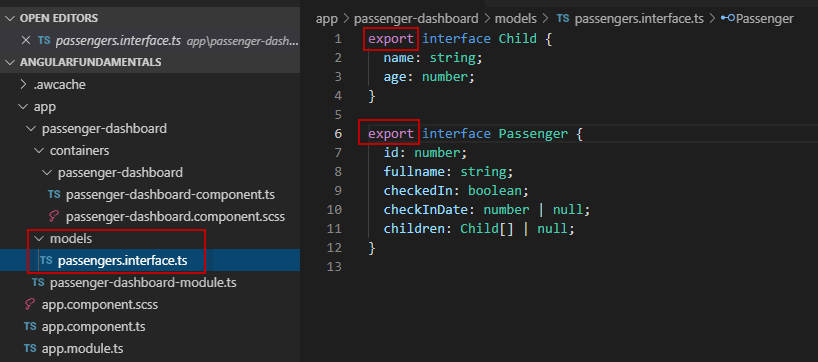 OPEN EDITORS
TS passengers.interface.ts app\passenger-dash...
ANGULARFUNDAMENTALS
.awcache
app
passenger-dashboard
containers
passenger-dashboard
TS passenger-dashboard-component.ts
passenger-dashboard.component.scss
models
TS passengers.interface.ts
TS passenger-dashboard-module.ts
app.component.scss
TS app.component.ts
TS app.module.ts
app > passenger-dashboard > models > TS passengers.interface.ts > Passenger
1 export interface Child {
2 name: string;
3 age: number;
4 }
5
6 export interface Passenger {
7 id: number;
8 fullname: string;
9 checkedIn: boolean;
10 checkInDate: number | null;
11 children: Child[] | null;
12 }
13